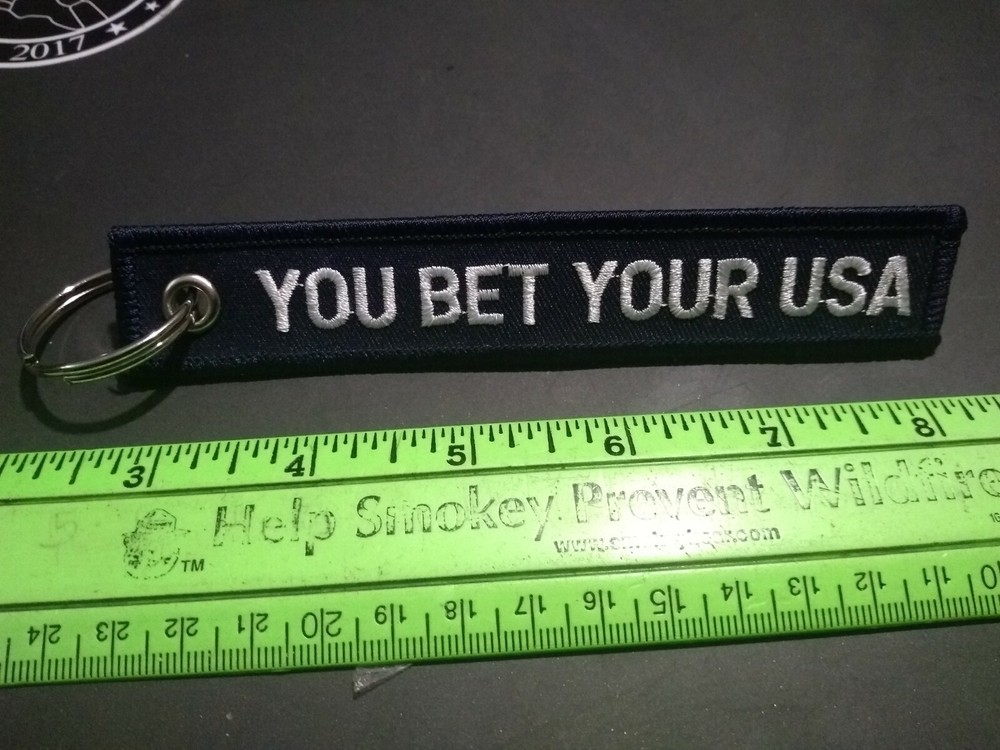 2017
YOU BET YOUR USA
3 4 5 6 7 8
Help Smokey Prevent Wildfire
TM
24 23 22 21 20 19 18 17 16 15 14 13 12 11 10